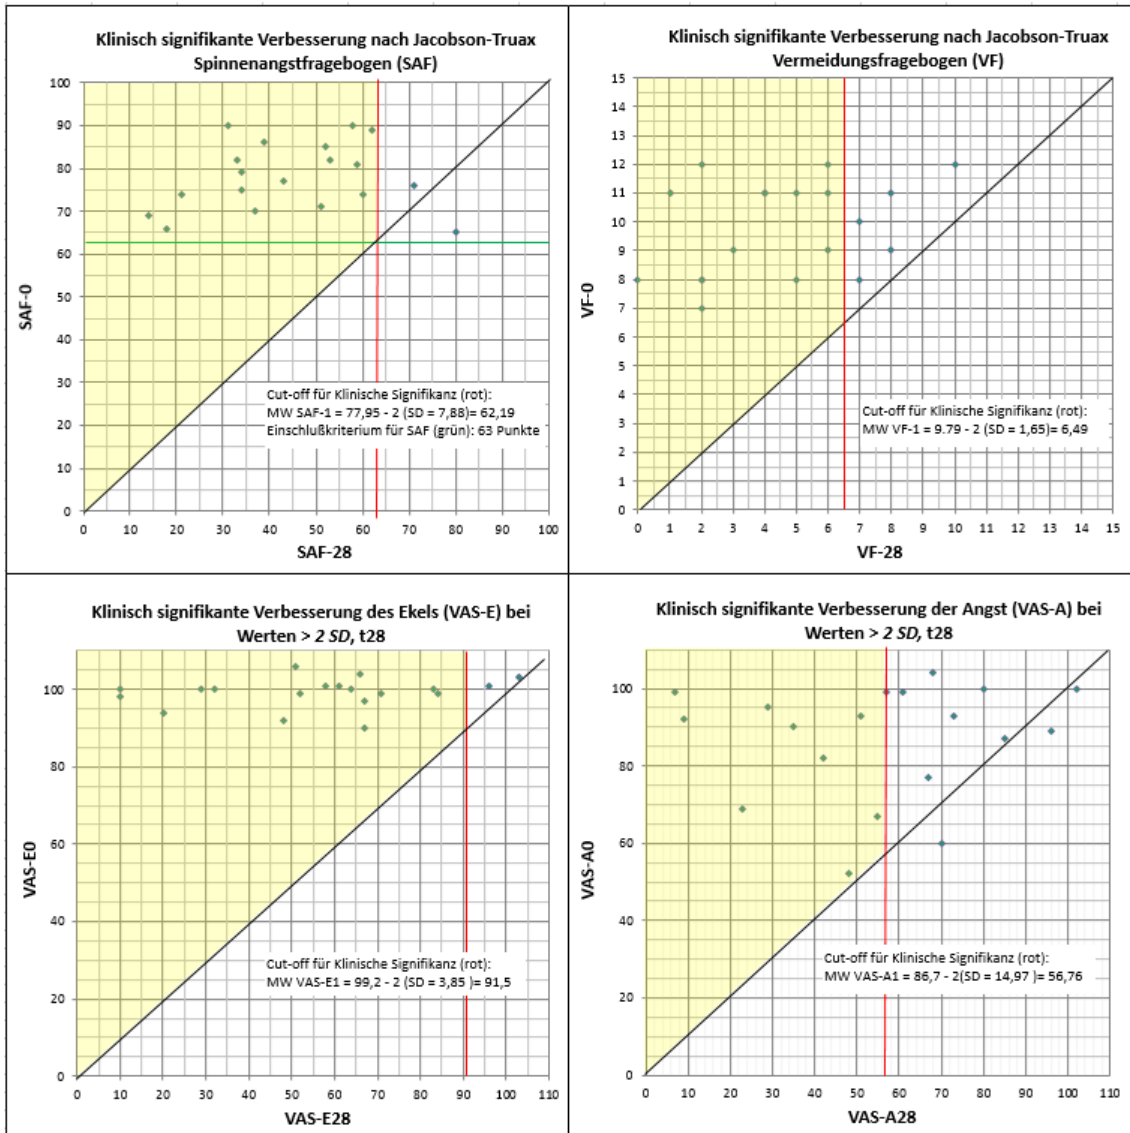 Klinisch signifikante Verbesserung nach Jacobson-Truax
Spinnenangstfragebogen (SAF)
100
90
80
70
60
50
40
30
20
10
0
SAF-0
Cut-off für Klinische Signifikanz (rot):
MW SAF-1 = 77,95 - 2 (SD = 7,88)= 62,19
Einschlußkriterium für SAF (grün): 63 Punkte
0 10 20 30 40 50 60 70 80 90 100
SAF-28
Klinisch signifikante Verbesserung nach Jacobson-Truax
Vermeidungsfragebogen (VF)
15
14
13
12
11
10
9
8
7
6
5
4
3
2
1
0
VF-0
Cut-off für Klinische Signifikanz (rot):
MW VF-1 = 9.79 - 2 (SD = 1,65)= 6,49
0 1 2 3 4 5 6 7 8 9 10 11 12 13 14 15
VF-28
Klinisch signifikante Verbesserung des Ekels (VAS-E) bei
Werten > 2 SD, t28
100
80
60
40
20
0
VAS-E0
Cut-off für Klinische Signifikanz (rot):
MW VAS-E1 = 99,2 - 2 (SD = 3,85 )= 91,5
0 10 20 30 40 50 60 70 80 90 100 110
VAS-E28
Klinisch signifikante Verbesserung der Angst (VAS-A) bei
Werten > 2 SD, t28
100
80
60
40
20
0
VAS-A0
Cut-off für Klinische Signifikanz (rot):
MW VAS-A1 = 86,7 - 2(SD = 14,97 ) = 56,76
0 10 20 30 40 50 60 70 80 90 100 110
VAS-A28